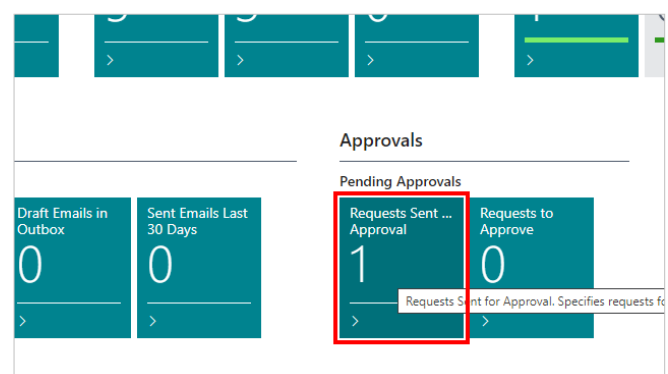 Approvals
Pending Approvals
Draft Emails in
Outbox
0
Sent Emails Last
30 Days
0
Requests Sent ...
Approval
1
Requests to
Approve
0
Requests Sent for Approval. Specifies requests fo